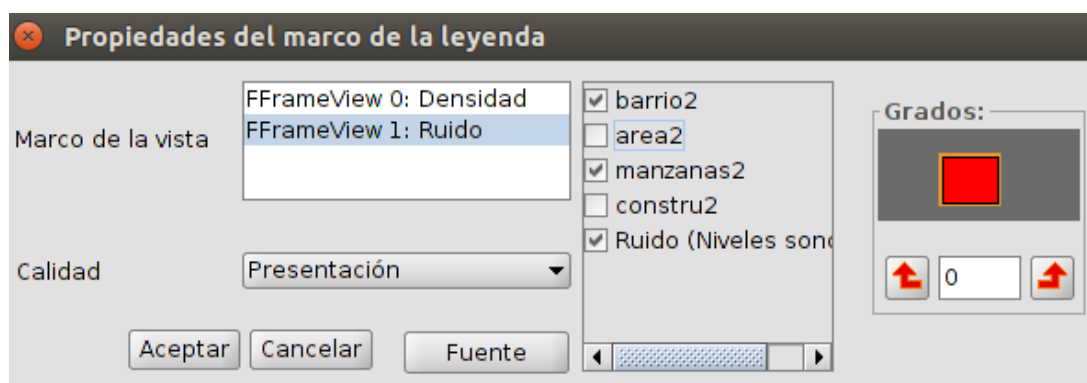 Propiedades del marco de la leyenda
Marco de la vista
FFrameView 0: Densidad
FFrameView 1: Ruido
barrio2
area2
manzanas2
constru2
Ruido (Niveles sono
Grados:
0
Calidad
Presentación
Aceptar
Cancelar
Fuente